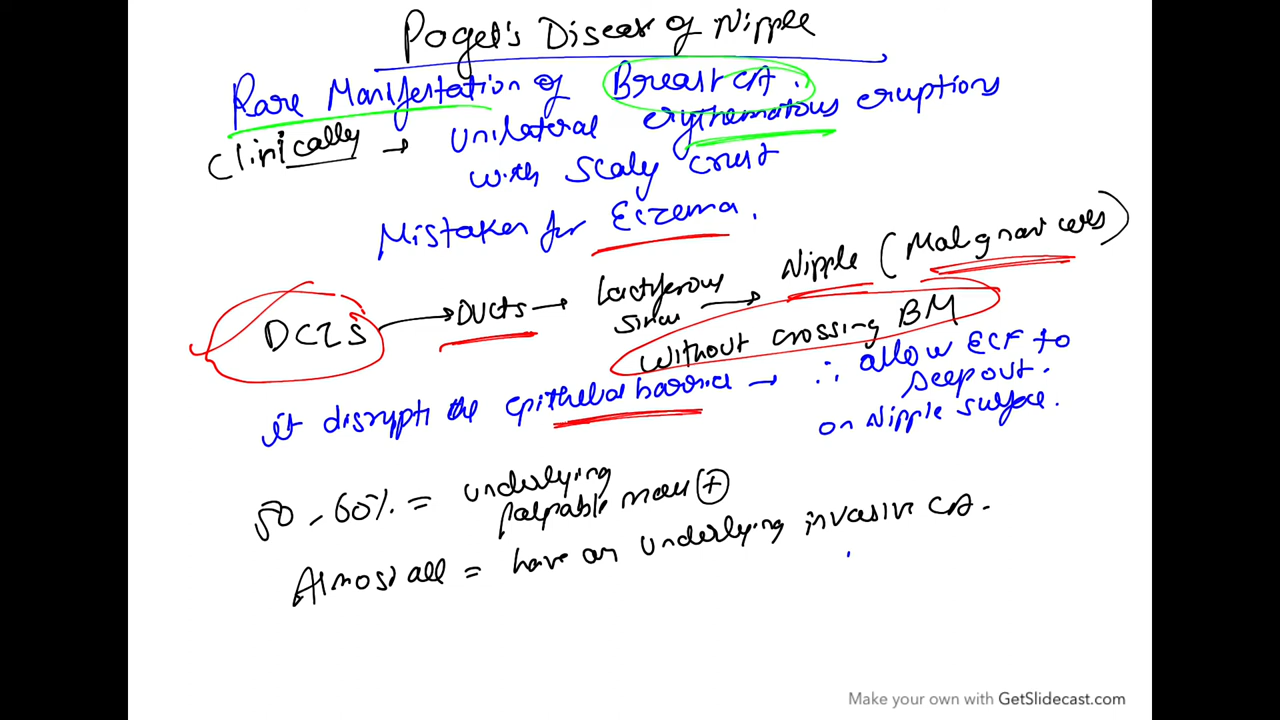 Paget's Disease of Nipple
Rare Manifestation of Breast CA.
Clinically → Unilateral erythematous eruptions
with scaly crust
Mistaken for Eczema.
DCIS → Ducts → Lactiferous sinus → Nipple (Malignant cells)
without crossing BM
it disrupts the epithelial barrier → ∴ allow ECF to
seep out.
on Nipple surface.
50 - 60% = underlying
palpable mass (+)
Almost all = have an underlying invasive CA.
Make your own with GetSlidecast.com